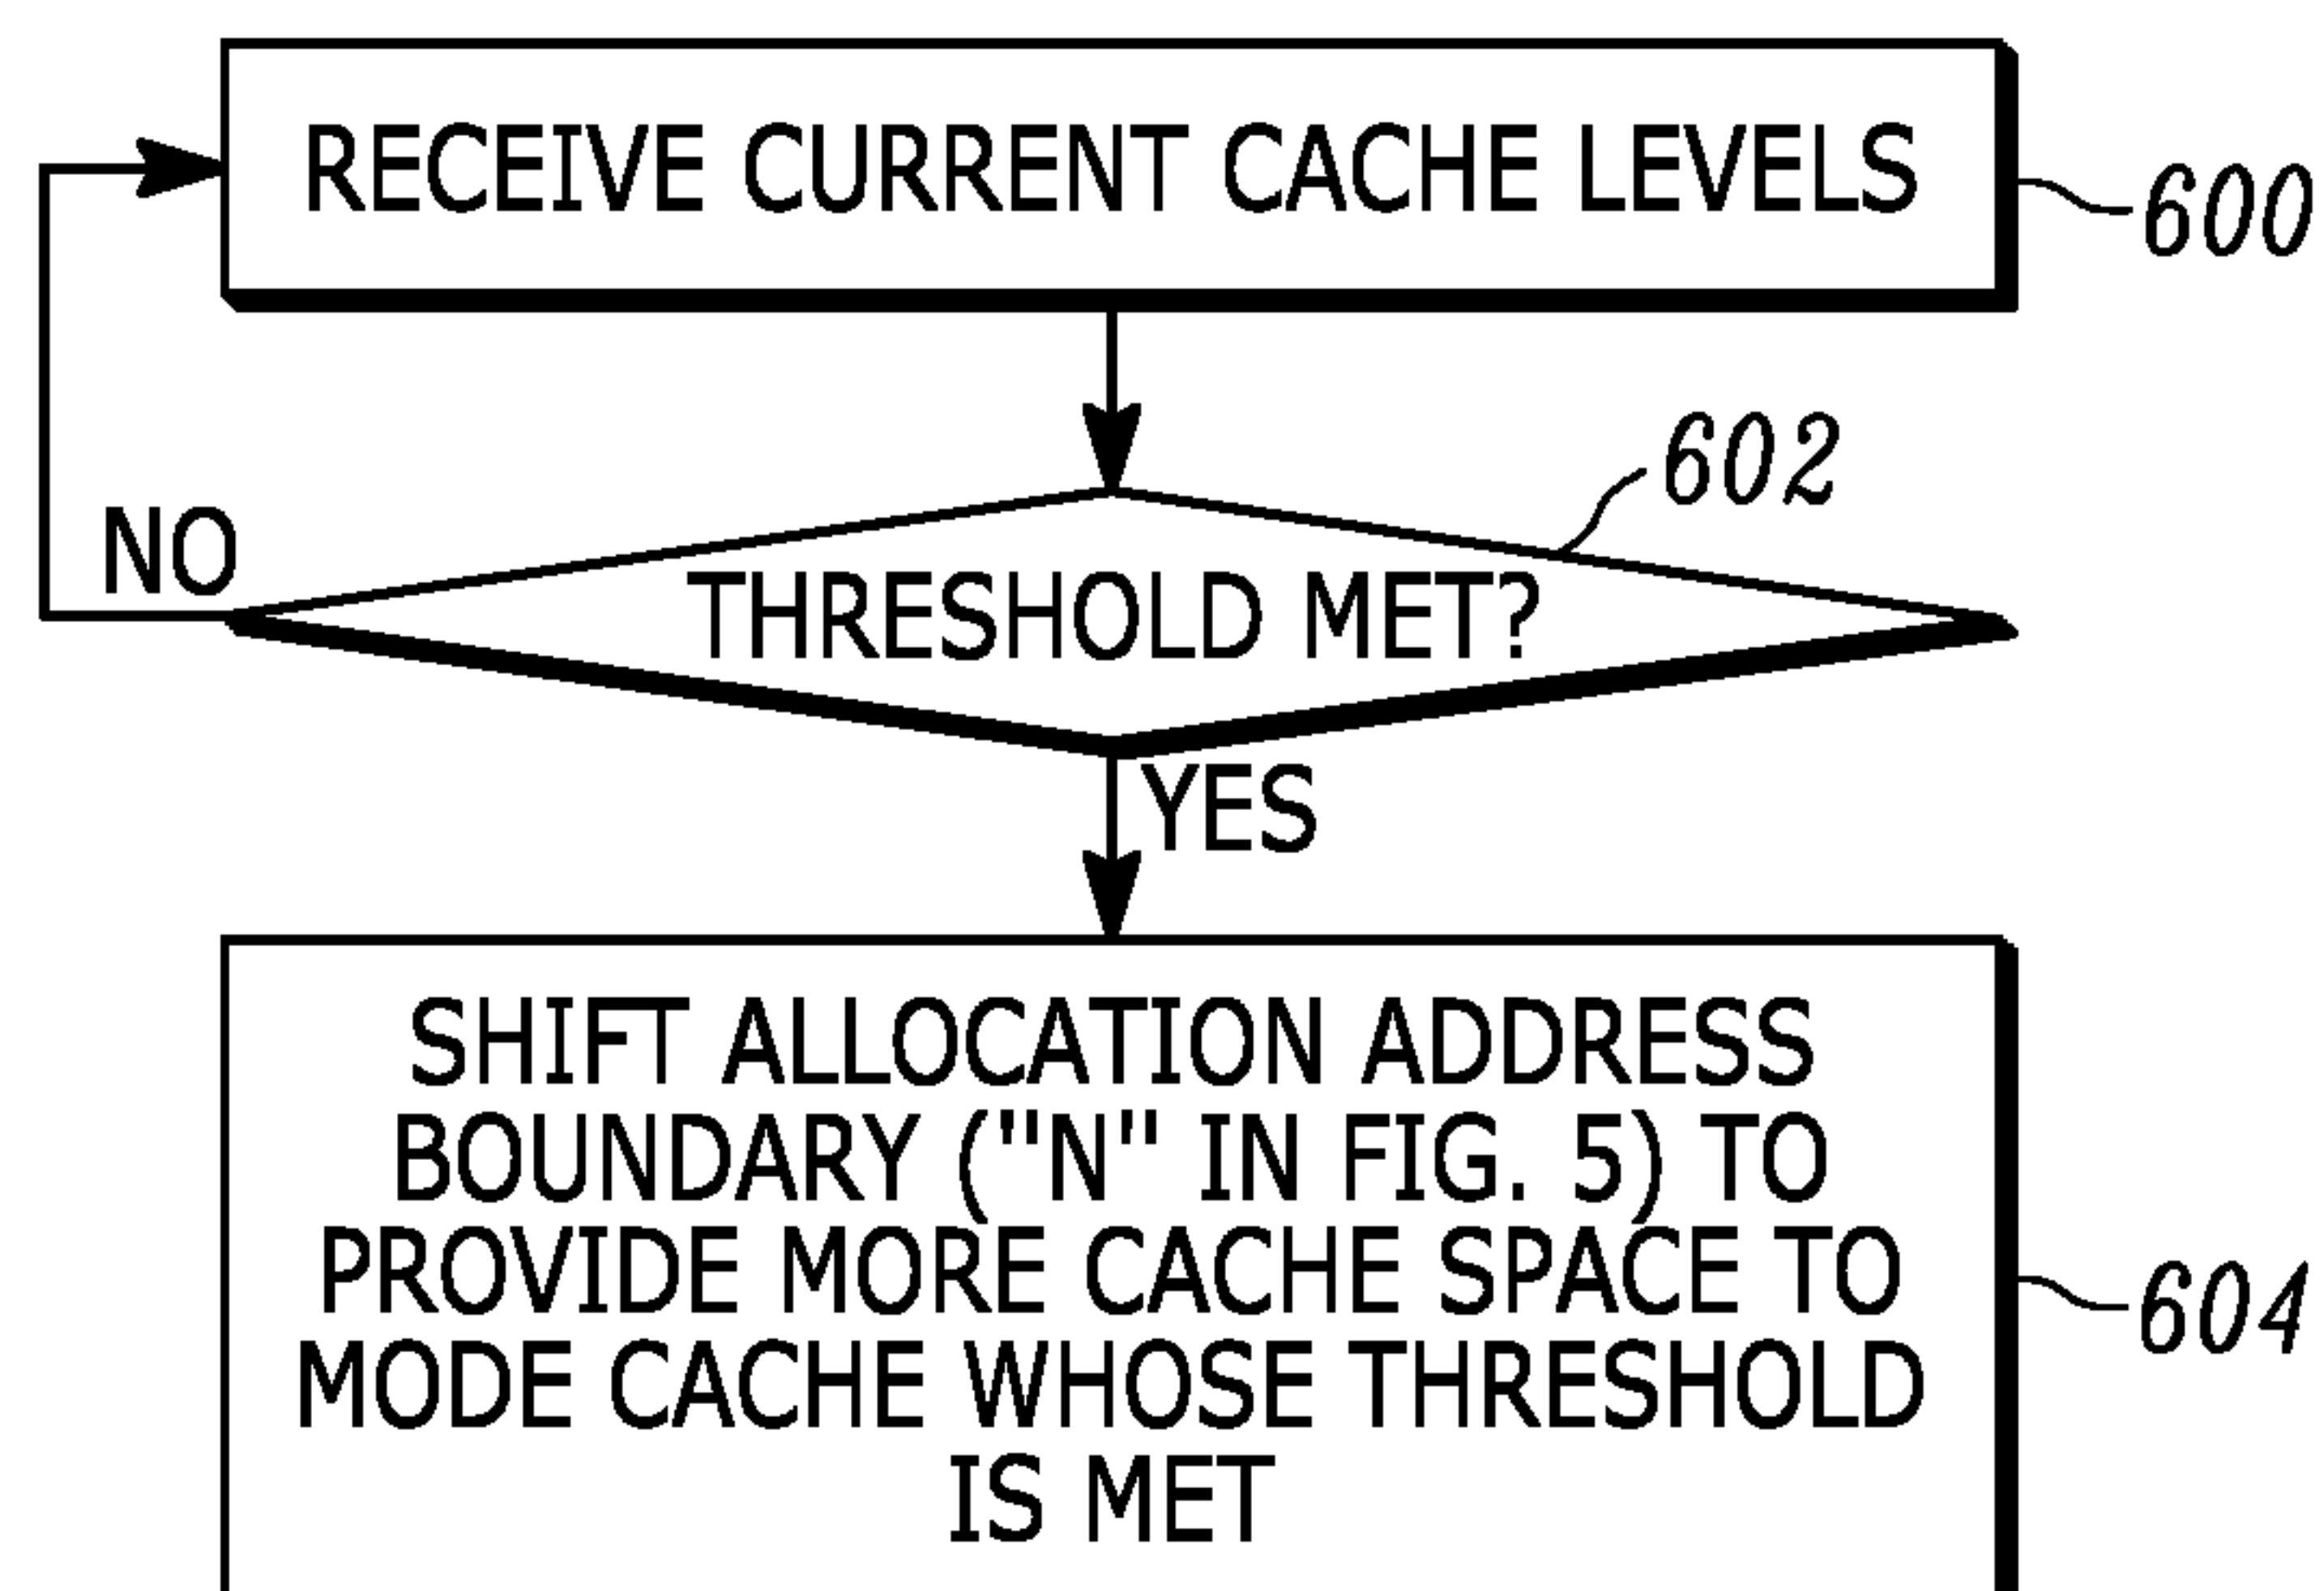 RECEIVE CURRENT CACHE LEVELS
600
602
NO
THRESHOLD MET?
YES
SHIFT ALLOCATION ADDRESS
BOUNDARY ("N" IN FIG. 5) TO
PROVIDE MORE CACHE SPACE TO
MODE CACHE WHOSE THRESHOLD
IS MET
604